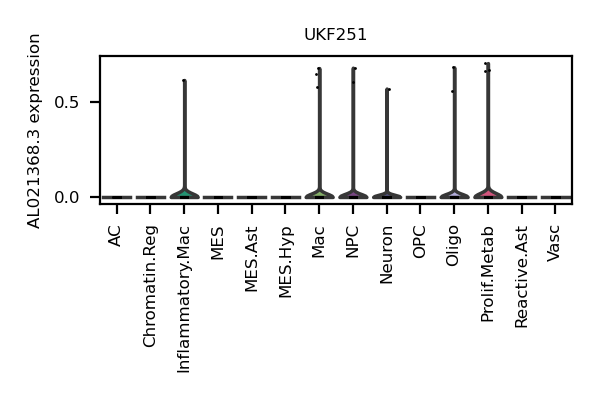 UKF251
AL021368.3 expression
0.5
0.0
AC
Chromatin.Reg
Inflammatory.Mac
MES
MES.Ast
MES.Hyp
Mac
NPC
Neuron
OPC
Oligo
Prolif.Metab
Reactive.Ast
Vasc